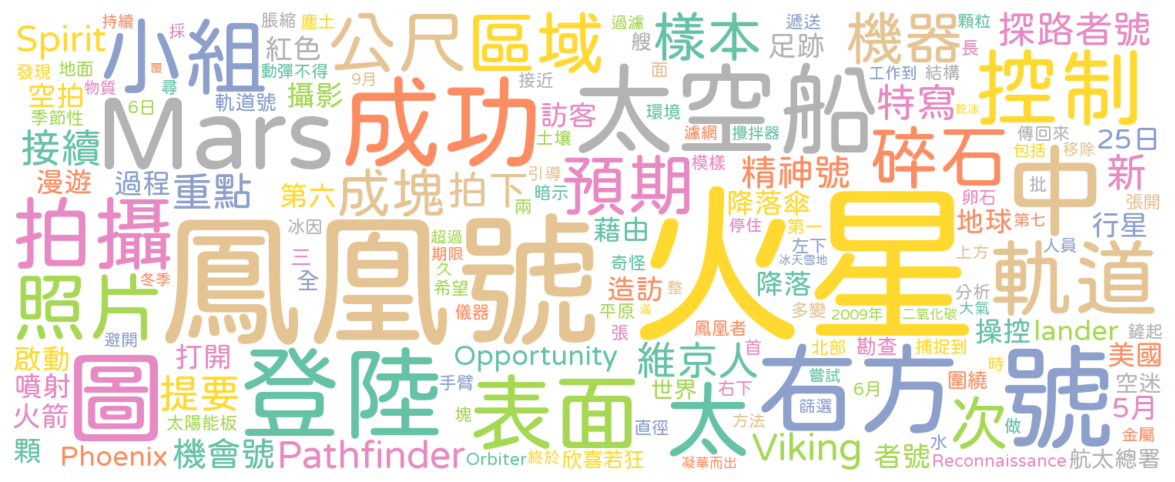 持續
採
脹縮
塵土
公尺
區域
過濾
艘
樣本
遞送
足跡
機器
顆粒
長
探路者號
Spirit
小組
紅色
發現
地面
動彈不得
9月
接近
面
工作到
結構
控制
物質
覆
尋
空拍
6日
軌道號
攝影
成功
訪客
太空船
環境
特寫
乾冰
季節性
Mars
土壤
濾網
攪拌器
碎石
傳回來
25日
接續
包括
移除
漫遊
過程
重點
第六
成塊
引導
拍下
預期
模樣
精神號
中
批
新
暗示
兩
卵石
張開
拍攝
鳳凰號
冰因
超過
藉由
火星
降落傘
停住
第一
地球
第七
行星
三
期限
久
奇怪
左下
冰天雪地
上方
人員
軌道
照片
冬季
全
希望
造訪
整
降落
儀器
平原
滿
多變
分析
大氣
避開
張
鳳凰者
2009年
二氧化碳
操控
lander
鏟起
啟動
打開
圖
登陸
手臂
Opportunity
維京人
首
北部
勘查
捕捉到
時
美國
噴射
提要
表面
世界
右下
太
右方
嘗試
6月
圍繞
號
空迷
火箭
太陽能板
塊
直徑
方法
篩選
次
做
5月
顆
Phoenix
機會號
Pathfinder
Orbiter
終於
欣喜若狂
凝華而出
Viking
者號
水
Reconnaissance
金屬
航太總署